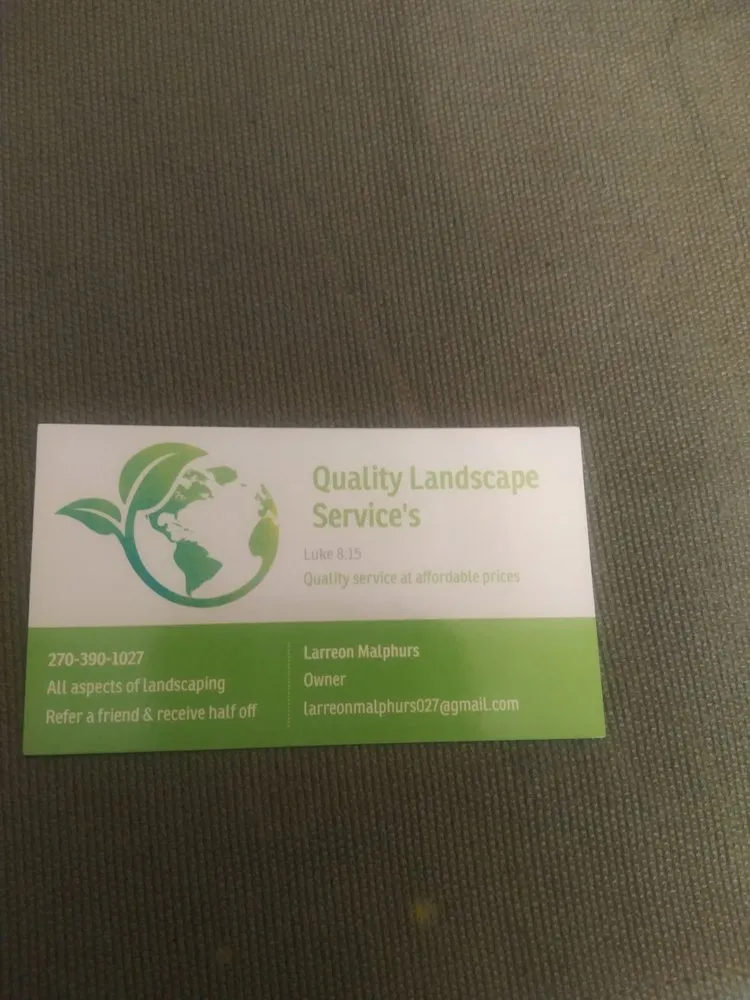 Quality Landscape
Service's
Luke 8:15
Quality service at affordable prices
270-390-1027
All aspects of landscaping
Refer a friend & receive half off
Larreon Malphurs
Owner
larreonmalphurs027@gmail.com